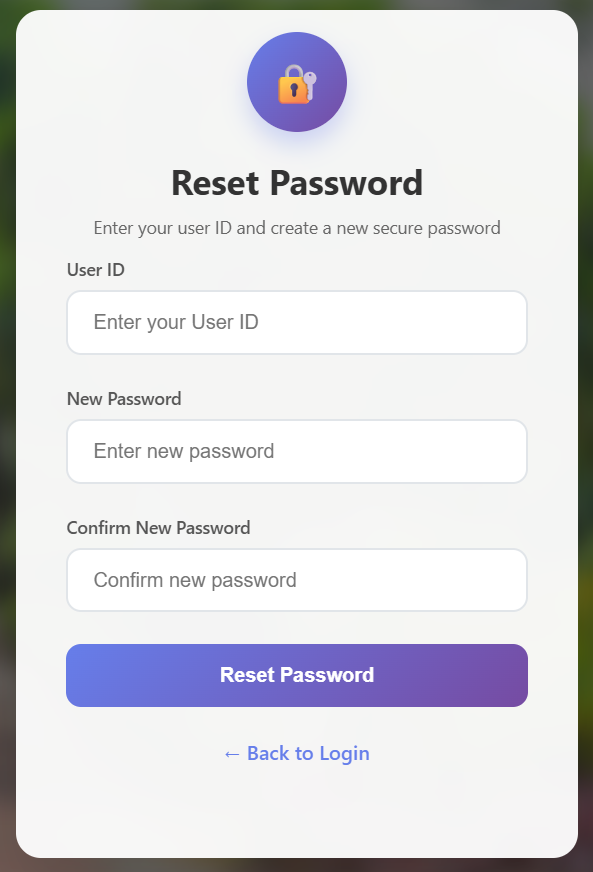 Reset Password
Enter your user ID and create a new secure password
User ID
Enter your User ID
New Password
Enter new password
Confirm New Password
Confirm new password
Reset Password
← Back to Login